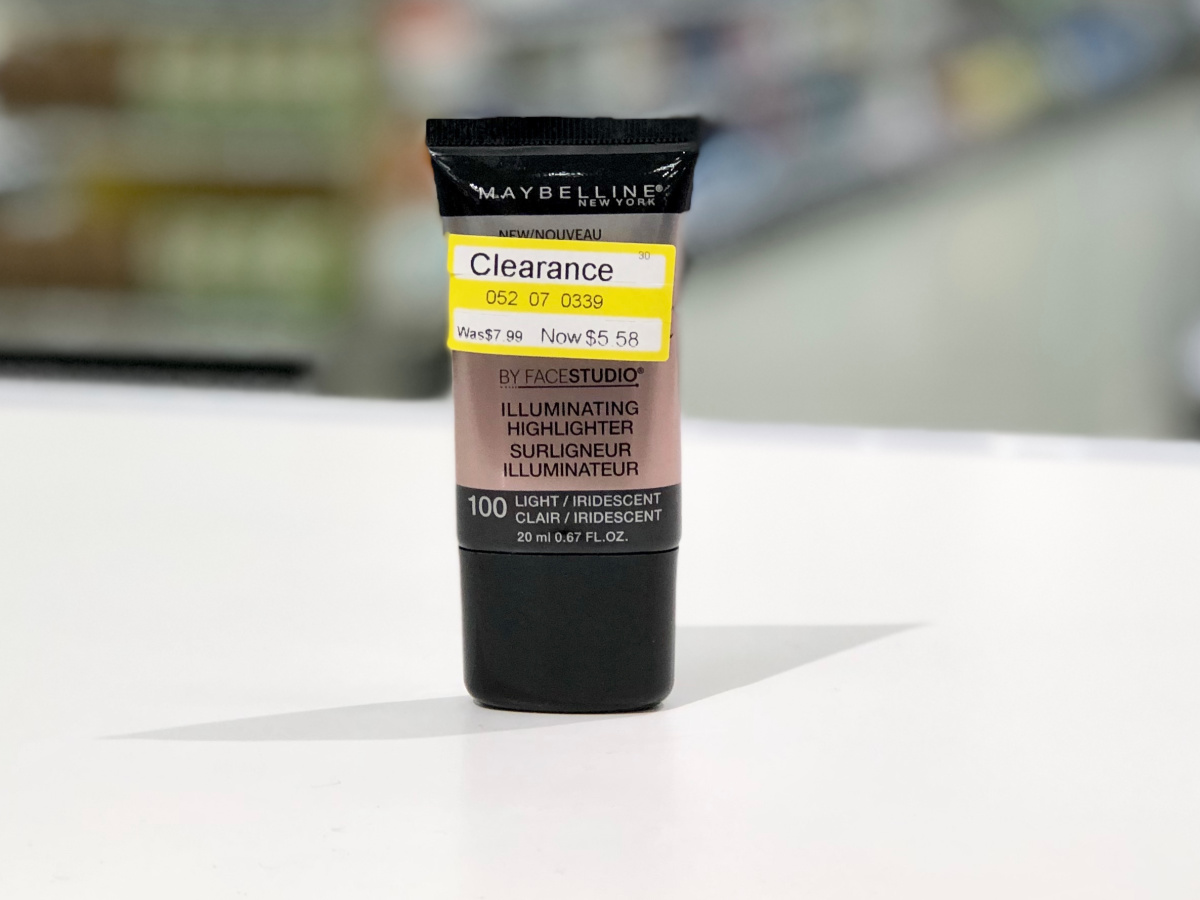 MAYBELLINE®
NEW YORK
NEW/NOUVEAU
Clearance 30
052 07 0339
Was$7.99 Now $5 58
BY FACESTUDIO®
ILLUMINATING
HIGHLIGHTER
SURLIGNEUR
ILLUMINATEUR
100 LIGHT / IRIDESCENT
CLAIR / IRIDESCENT
20 ml 0.67 FL.OZ.